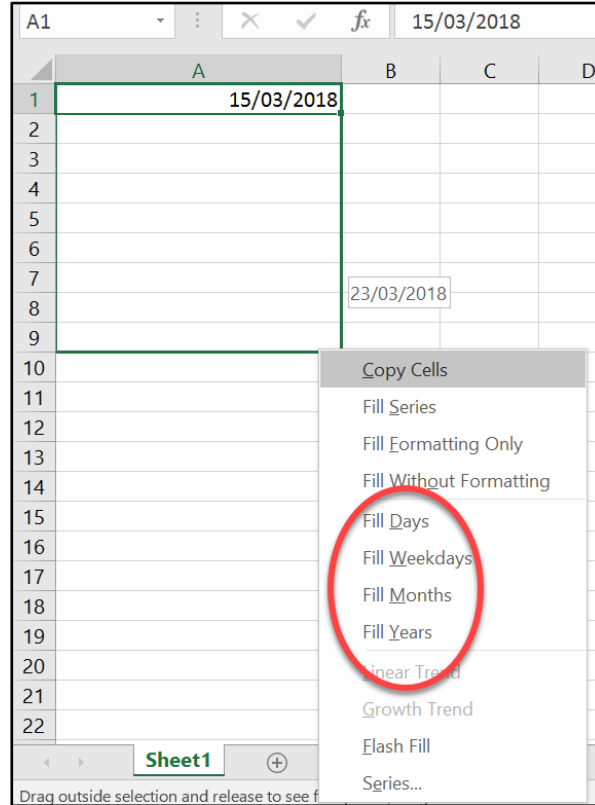 A1 fx 15/03/2018
A B C D
1 15/03/2018
2
3
4
5
6
7
23/03/2018
8
9
10
Copy Cells
11
Fill Series
12
Fill Formatting Only
13
Fill Without Formatting
14
15
Fill Days
16
Fill Weekdays
17
Fill Months
18
Fill Years
19
20
Linear Trend
21
Growth Trend
22
Flash Fill
Sheet1
Series...
Drag outside selection and release to see f